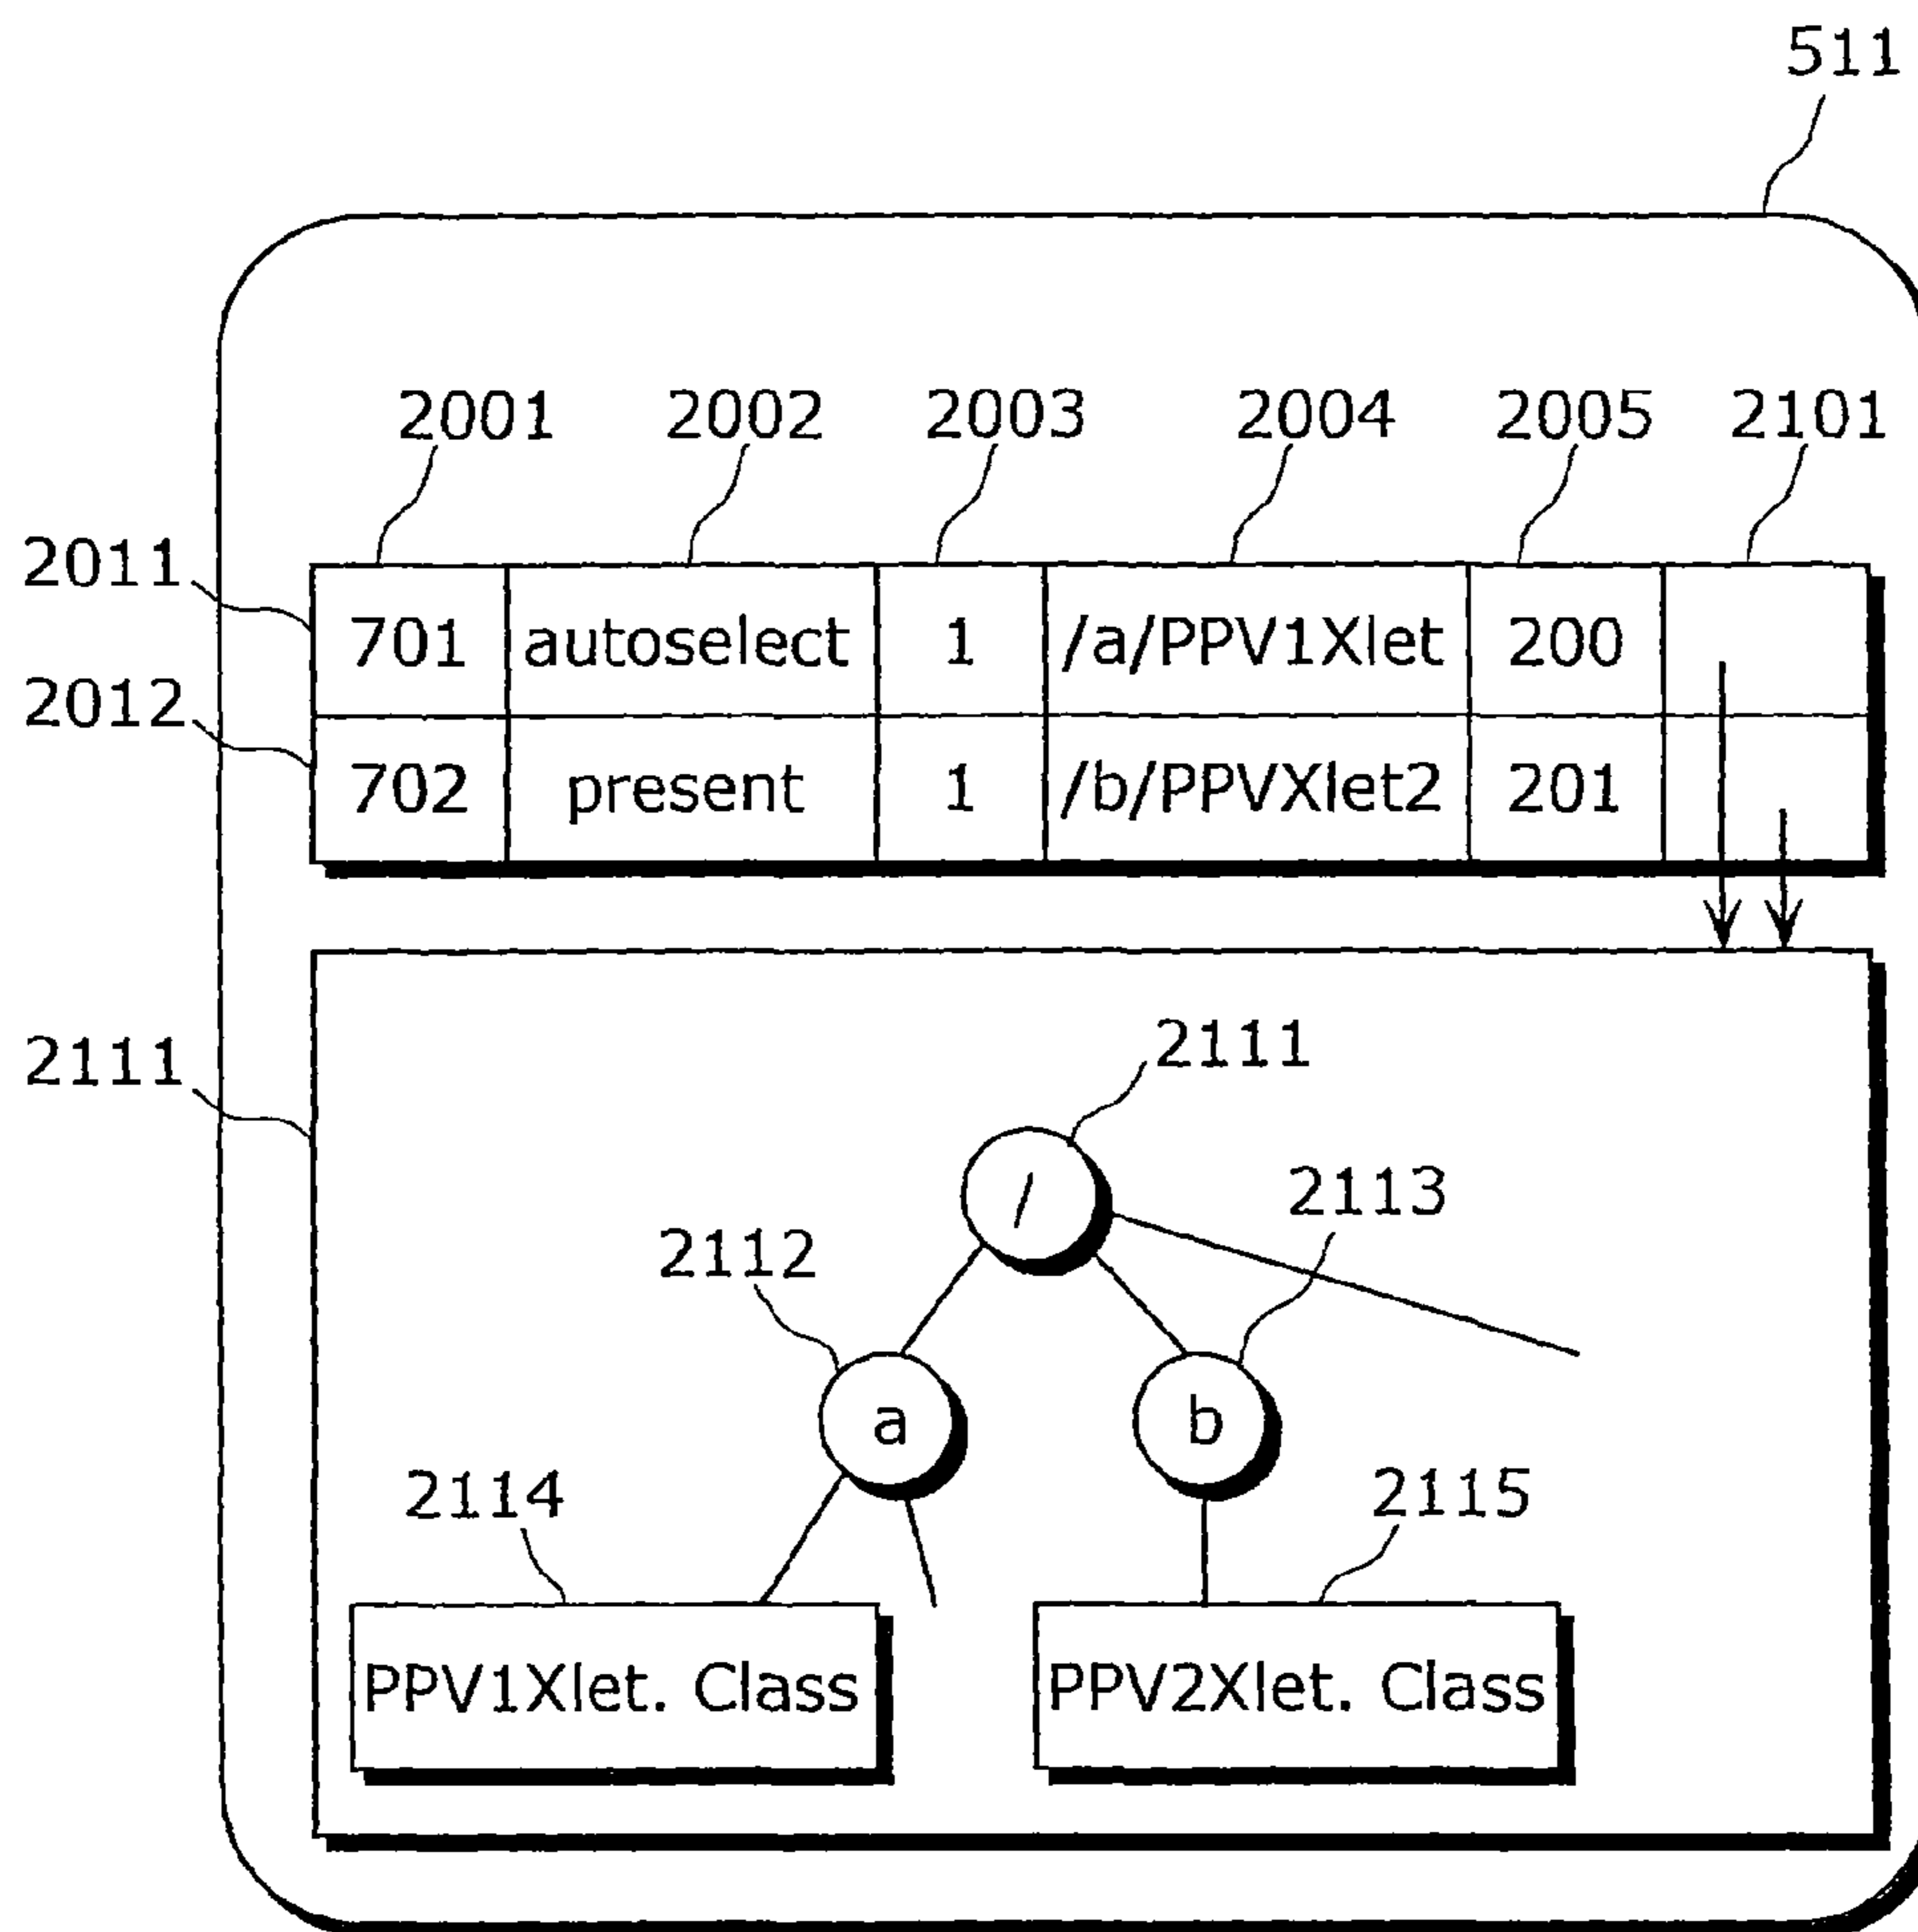 511
2001 2002 2003 2004 2005 2101
2011
701 autoselect 1 /a/PPV1Xlet 200
2012
702 present 1 /b/PPVXlet2 201
2111
2111
2113
2112
/
a b
2114 2115
PPV1Xlet. Class PPV2Xlet. Class